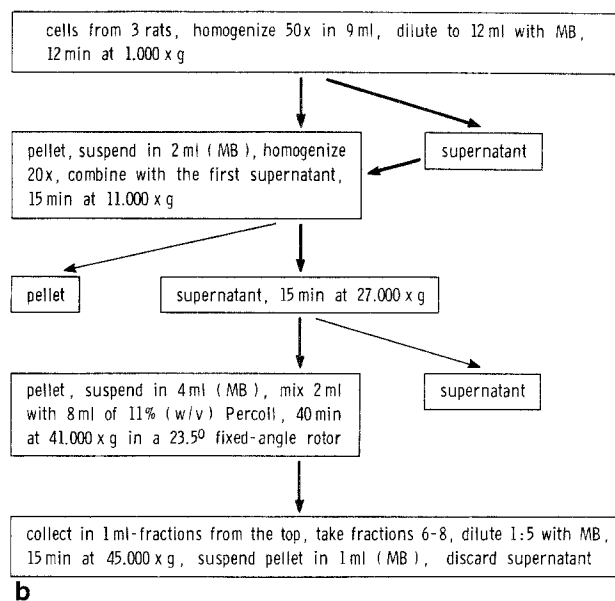 cells from 3 rats, homogenize 50x in 9 ml, dilute to 12 ml with MB,
12 min at 1.000 x g
pellet, suspend in 2 ml ( MB ), homogenize
20x, combine with the first supernatant,
15 min at 11.000 x g
supernatant
pellet
supernatant, 15 min at 27.000 x g
pellet, suspend in 4 ml ( MB ), mix 2 ml
with 8 ml of 11% (w/v) Percoll, 40 min
at 41.000 x g in a 23.5º fixed-angle rotor
supernatant
collect in 1 ml-fractions from the top, take fractions 6-8, dilute 1:5 with MB,
15 min at 45.000 x g, suspend pellet in 1 ml ( MB ), discard supernatant
b